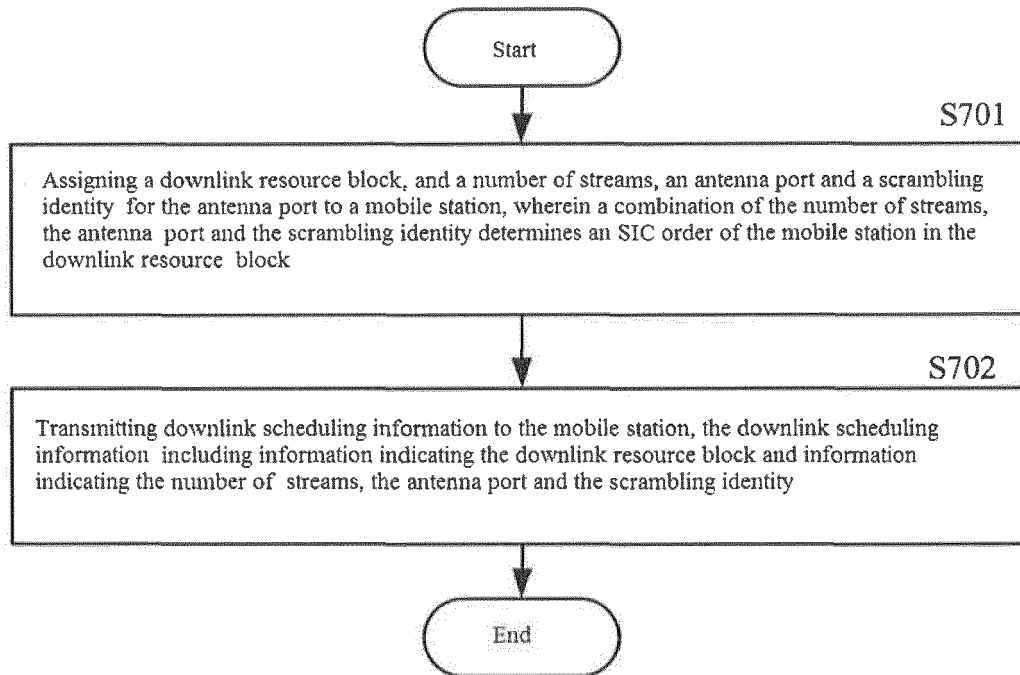 Start
S701
Assigning a downlink resource block, and a number of streams, an antenna port and a scrambling
identity for the antenna port to a mobile station, wherein a combination of the number of streams,
the antenna port and the scrambling identity determines an SIC order of the mobile station in the
downlink resource block
S702
Transmitting downlink scheduling information to the mobile station, the downlink scheduling
information including information indicating the downlink resource block and information
indicating the number of streams, the antenna port and the scrambling identity
End